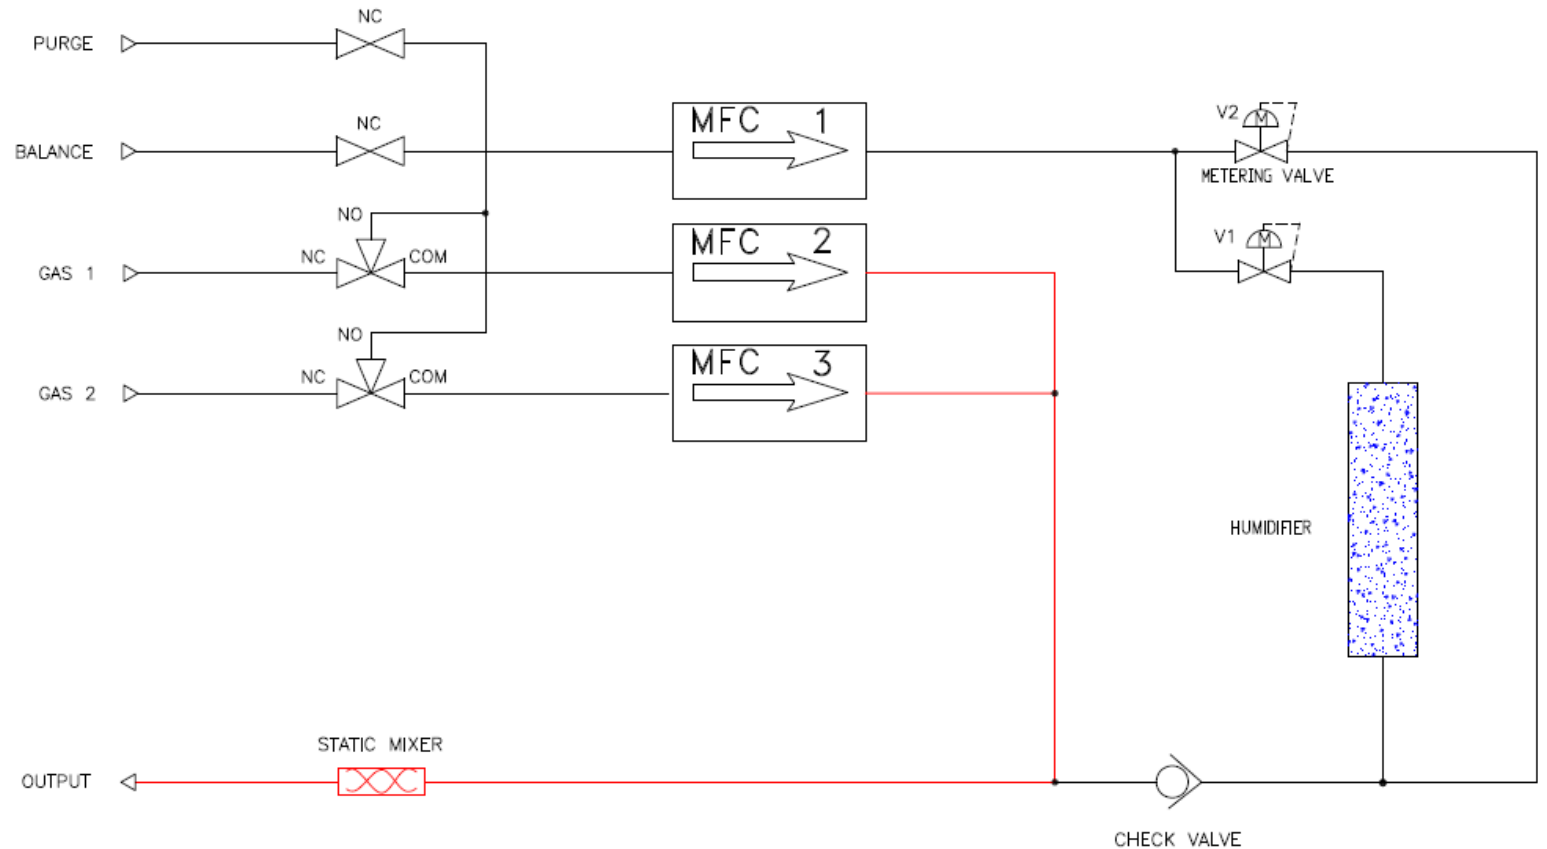 NC
PURGE
NC
BALANCE
MFC 1
V2
M
METERING VALVE
NO
NC
COM
GAS 1
MFC 2
V1
M
NO
NC
COM
GAS 2
MFC 3
HUMIDIFIER
STATIC MIXER
OUTPUT
CHECK VALVE